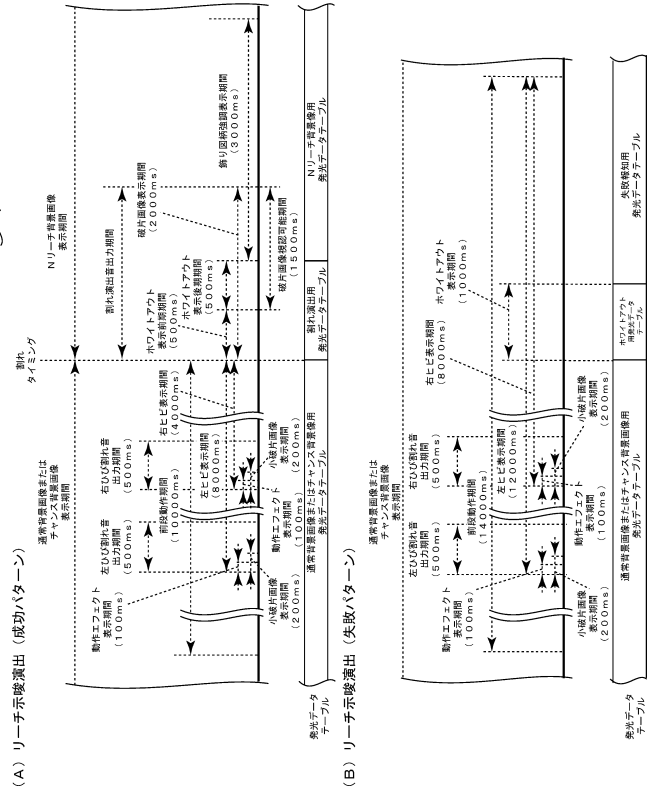 （Ａ）リーチ示唆演出（成功パターン）
通常背景画像または
チャンス背景画像
表示期間
Ｎリーチ背景画像
表示期間
割れ
タイミング
動作エフェクト
表示期間
（１００ｍｓ）
左ひび割れ音
出力期間
（５００ｍｓ）
右ひび割れ音
出力期間
（５００ｍｓ）
前段動作期間
（１００００ｍｓ）
右ヒビ表示期間
（４０００ｍｓ）
左ヒビ表示期間
（８０００ｍｓ）
割れ演出音出力期間
ホワイトアウト
表示前期期間
（５００ｍｓ）
ホワイトアウト
表示後期期間
（５００ｍｓ）
破片画像表示期間
（２０００ｍｓ）
飾り図柄強調表示期間
（３０００ｍｓ）
小破片画像
表示期間
（２００ｍｓ）
動作エフェクト
表示期間
（１００ｍｓ）
小破片画像
表示期間
（２００ｍｓ）
破片画像視認可能期間
（１５００ｍｓ）
発光データ
テーブル
通常背景画像またはチャンス背景像用
発光データテーブル
割れ演出用
発光データテーブル
Ｎリーチ背景像用
発光データテーブル
（Ｂ）リーチ示唆演出（失敗パターン）
通常背景画像または
チャンス背景画像
表示期間
動作エフェクト
表示期間
（１００ｍｓ）
左ひび割れ音
出力期間
（５００ｍｓ）
右ひび割れ音
出力期間
（５００ｍｓ）
前段動作期間
（１４０００ｍｓ）
左ヒビ表示期間
（１２０００ｍｓ）
右ヒビ表示期間
（８０００ｍｓ）
ホワイトアウト
表示期間
（１０００ｍｓ）
小破片画像
表示期間
（２００ｍｓ）
動作エフェクト
表示期間
（１００ｍｓ）
小破片画像
表示期間
（２００ｍｓ）
発光データ
テーブル
通常背景画像またはチャンス背景画像用
発光データテーブル
ホワイトアウト
用発光データ
テーブル
失敗報知用
発光データテーブル